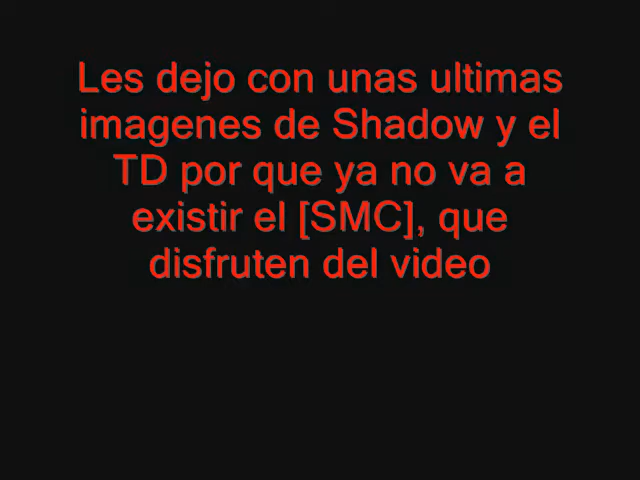 Les dejo con unas ultimas
imagenes de Shadow y el
TD por que ya no va a
existir el [SMC], que
disfruten del video